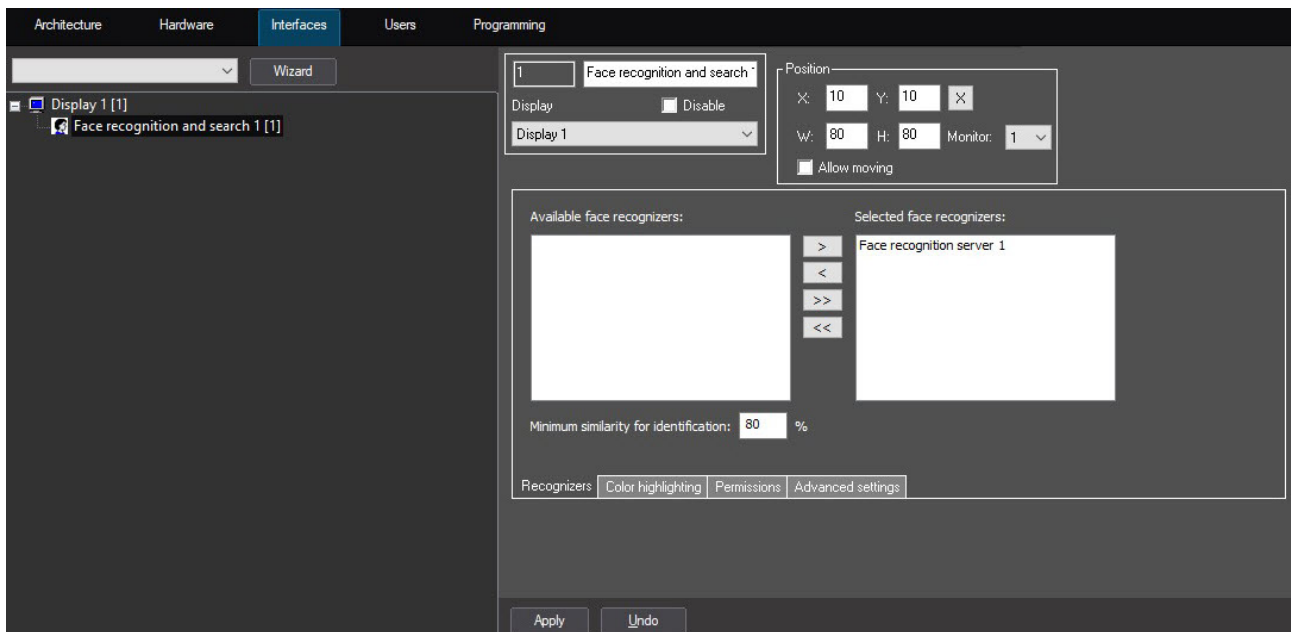 Architecture Hardware Interfaces Users Programming
Wizard
Display 1 [1]
Face recognition and search 1 [1]
1 Face recognition and search
Display Disable
Display 1
Position
X: 10 Y: 10 X
W: 80 H: 80 Monitor: 1
Allow moving
Available face recognizers: Selected face recognizers:
Face recognition server 1
>
<
>>
<<
Minimum similarity for identification: 80 %
Recognizers Color highlighting Permissions Advanced settings
Apply Undo